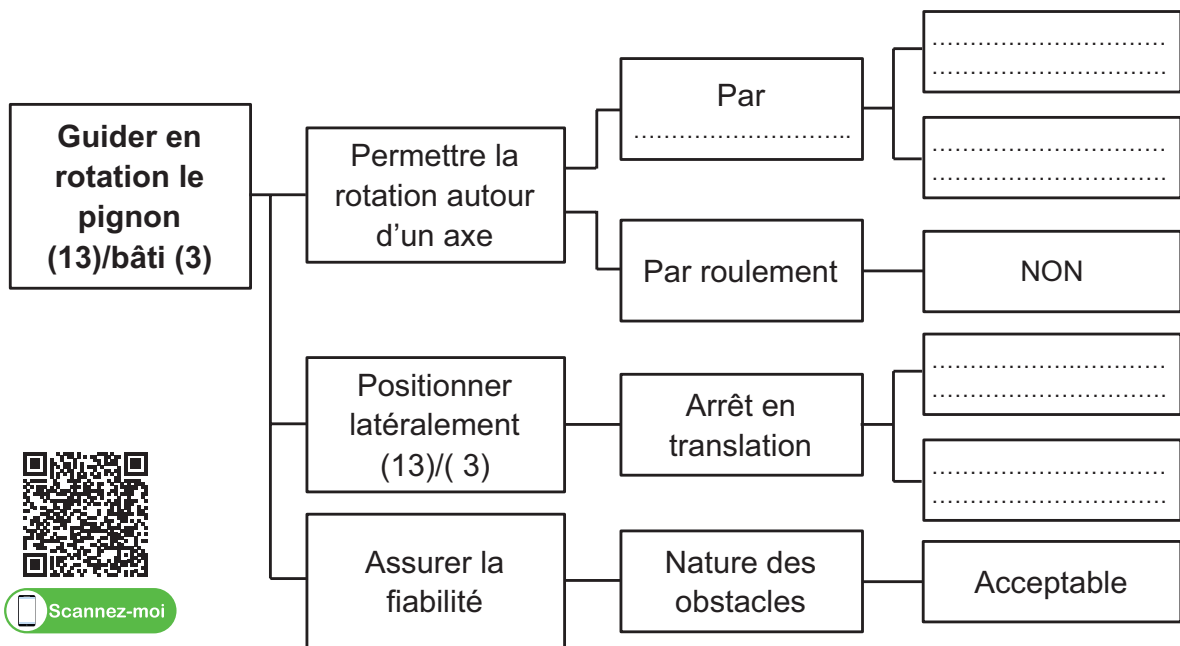 Guider en
rotation le
pignon
(13)/bâti (3)
Permettre la
rotation autour
d’un axe
Par
................................
................................
................................
................................
................................
Par roulement
NON
Positionner
latéralement
(13)/( 3)
Arrêt en
translation
................................
................................
................................
................................
Assurer la
fiabilité
Nature des
obstacles
Acceptable
Scannez-moi